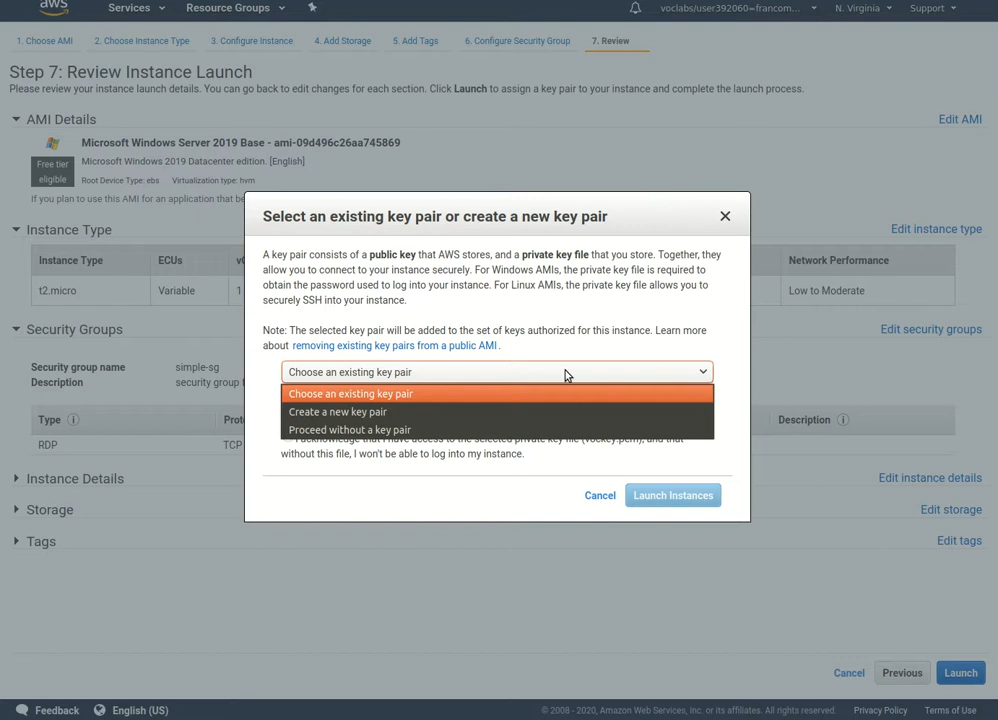 aws
Services
Resource Groups
voclabs/user392060=francom...
N. Virginia
Support
1. Choose AMI
2. Choose Instance Type
3. Configure Instance
4. Add Storage
5. Add Tags
6. Configure Security Group
7. Review
Step 7: Review Instance Launch
Please review your instance launch details. You can go back to edit changes for each section. Click Launch to assign a key pair to your instance and complete the launch process.
AMI Details
Edit AMI
Microsoft Windows Server 2019 Base - ami-09d496c26aa745869
Free tier
eligible
Microsoft Windows 2019 Datacenter edition. [English]
Root Device Type: ebs Virtualization type: hvm
If you plan to use this AMI for an application that
Instance Type
Edit instance type
Instance Type
ECUs
Network Performance
t2.micro
Variable
1
Low to Moderate
Security Groups
Edit security groups
Security group name
simple-sg
Description
security group
Type
Description
RDP
TCP
Instance Details
Edit instance details
Storage
Edit storage
Tags
Edit tags
Select an existing key pair or create a new key pair
A key pair consists of a public key that AWS stores, and a private key file that you store. Together, they
allow you to connect to your instance securely. For Windows AMIs, the private key file is required to
obtain the password used to log into your instance. For Linux AMIs, the private key file allows you to
securely SSH into your instance.
Note: The selected key pair will be added to the set of keys authorized for this instance. Learn more
about removing existing key pairs from a public AMI.
Choose an existing key pair
Choose an existing key pair
Create a new key pair
Proceed without a key pair
I acknowledge that I have access to the selected private key file (vockey.pem), and that
without this file, I won't be able to log into my instance.
Cancel
Launch Instances
Cancel
Previous
Launch
Feedback
English (US)
© 2008 - 2020, Amazon Web Services, Inc. or its affiliates. All rights reserved.
Privacy Policy
Terms of Use